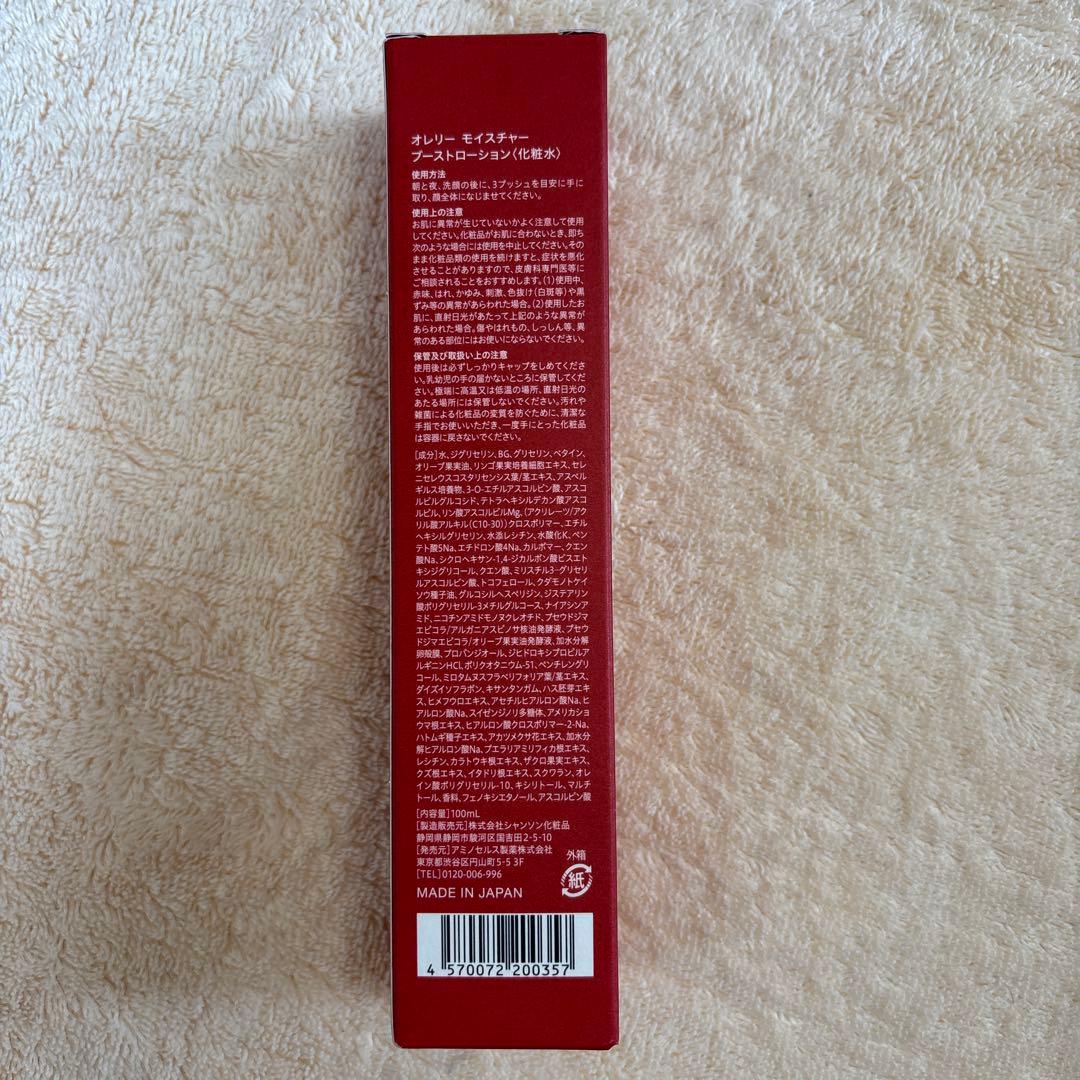 オレリー モイスチャー
ブーストローション〈化粧水〉
使用方法
朝と夜、洗顔の後に、3プッシュを目安に手に
取り、顔全体になじませてください。
使用上の注意
お肌に異常が生じていないかよく注意して使用
してください。化粧品がお肌に合わないとき、即ち
次のような場合には使用を中止してください。そのまま
まま化粧品類の使用を続けますと、症状を悪化
させることがありますので、皮膚科専門医等に
ご相談されることをおすすめします。(1)使用中、
赤味、はれ、かゆみ、刺激、色抜け(白斑等)や黒
ずみ等の異常があらわれた場合。(2)使用したお
肌に、直射日光があたって上記のような異常が
あらわれた場合。傷やはれもの、しっしん等、異
常のある部位にはお使いにならないでください。
保管及び取扱い上の注意
使用後は必ずしっかりキャップをしめてくださ
い。乳幼児の手の届かないところに保管してくだ
さい。極端に高温又は低温の場所、直射日光の
あたる場所には保管しないでください。汚れや
雑菌による化粧品の変質を防ぐために、清潔な
手指でお使いいただき、一度手にとった化粧品
は容器に戻さないでください。
[成分]水、ジグリセリン、BG、グリセリン、ベタイン、
オリーブ果実油、リンゴ果実培養細胞エキス、セレ
ニセレウスコスタリセンシス葉/茎エキス、アスペル
ギルス培養物、3-O-エチルアスコルビン酸、アスコ
ルビルグルコシド、テトラヘキシルデカン酸アスコ
ルビル、リン酸アスコルビルMg、(アクリレーツ/アク
リル酸アルキル(C10-30))クロスポリマー、エチル
ヘキシルグリセリン、水添レシチン、水酸化K、ペン
テト酸5Na、エチドロン酸4Na、カルボマー、クエン
酸Na、シクロヘキサン-1,4-ジカルボン酸ビスエト
キシジグリコール、クエン酸、ミリスチル3-グリセリ
ルアスコルビン酸、トコフェロール、クダモノトケイ
ソウ種子油、グルコシルヘスペリジン、ジステアリン
酸ポリグリセリル-3メチルグルコース、ナイアシンア
ミド、ニコチンアミドモノヌクレオチド、プセウドジマ
エピコラ/アルガニアスピノサ核油発酵液、プセウ
ドジマエピコラ/オリーブ果実油発酵液、加水分解
卵殻膜、プロパンジオール、ジヒドロキシプロピルア
ルギニンHCl、ポリクオタニウム-51、ペンチレングリ
コール、ミロタムヌスフラベリフォリア葉/茎エキス、
ダイズイソフラボン、キサンタンガム、ハス胚芽エキ
ス、ヒメフウロエキス、アセチルヒアルロン酸Na、ヒ
アルロン酸Na、スイゼンジノリ多糖体、アメリカショ
ウマ根エキス、ヒアルロン酸クロスポリマー-2-Na、
ハトムギ種子エキス、アカツメクサ花エキス、加水分
解ヒアルロン酸Na、プエラリアミリフィカ根エキス、
レシチン、カラトウキ根エキス、ザクロ果実エキス、
クズ根エキス、イタドリ根エキス、スクワラン、オレ
イン酸ポリグリセリル-10、キシリトール、マルチ
トール、香料、フェノキシエタノール、アスコルビン酸
[内容量]100mL
[製造販売元]株式会社シャンソン化粧品
静岡県静岡市駿河区国吉田2-5-10
[発売元]アミノセルス製薬株式会社
東京都渋谷区円山町5-5 3F
[TEL]0120-006-996
外箱
紙
MADE IN JAPAN
4 570072 200357